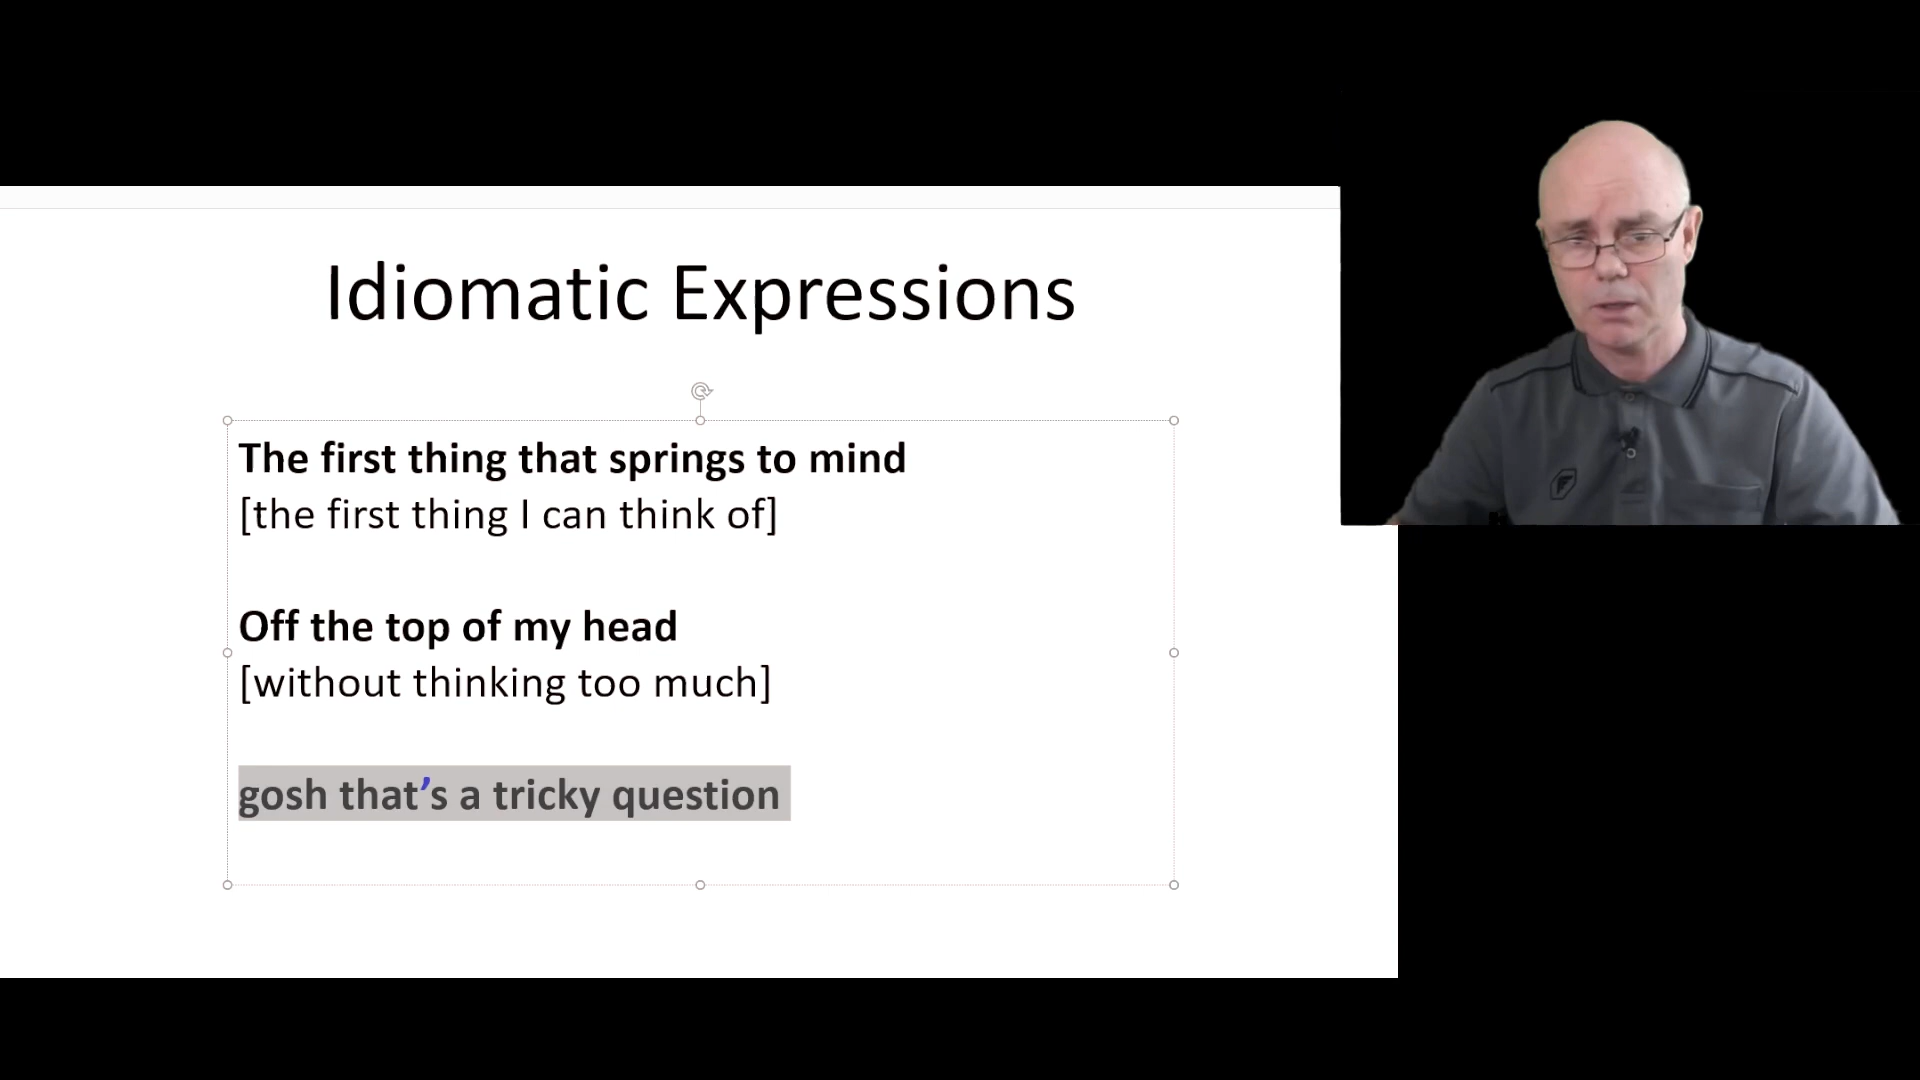 Idiomatic Expressions
The first thing that springs to mind
[the first thing I can think of]
Off the top of my head
[without thinking too much]
gosh that’s a tricky question